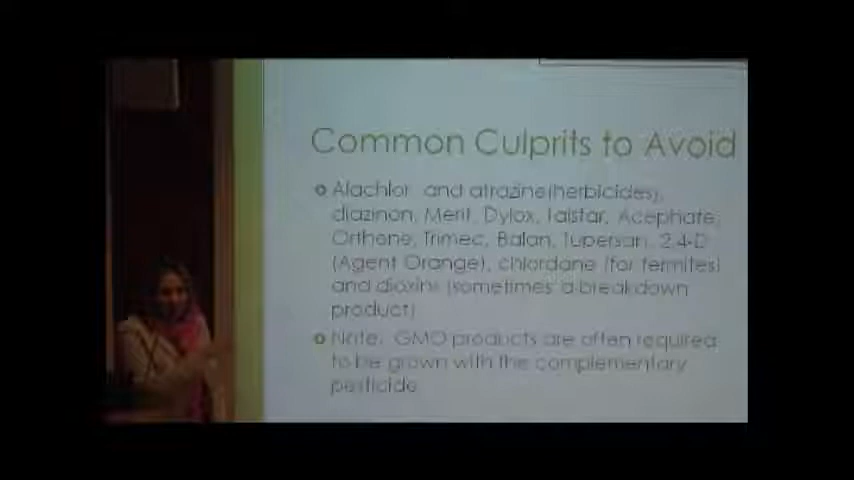 Common Culprits to Avoid
Alachlor and atrazine(herbicides),
diazinon, Merit, Dylox, Talstar, Acephate,
Orthene, Trimec, Balan, Tupersan, 2,4-D
(Agent Orange), chlordane (for termites)
and dioxins (sometimes a breakdown
product)
Note: GMO products are often required
to be grown with the complementary
pesticide